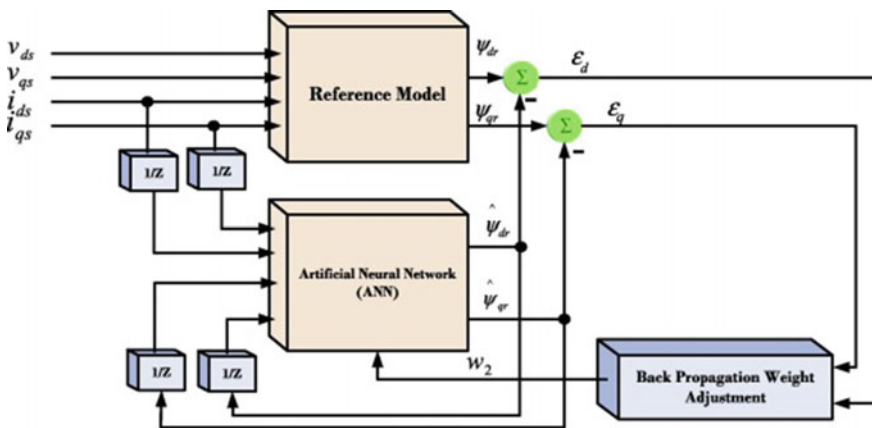 v_ds
v_qs
i_ds
i_qs
Reference Model
ψ_dr
Σ
-
ε_d
ψ_qr
Σ
-
ε_q
1/Z
1/Z
Artificial Neural Network
(ANN)
ψ̂_dr
ψ̂_qr
1/Z
1/Z
w_2
Back Propagation Weight
Adjustment